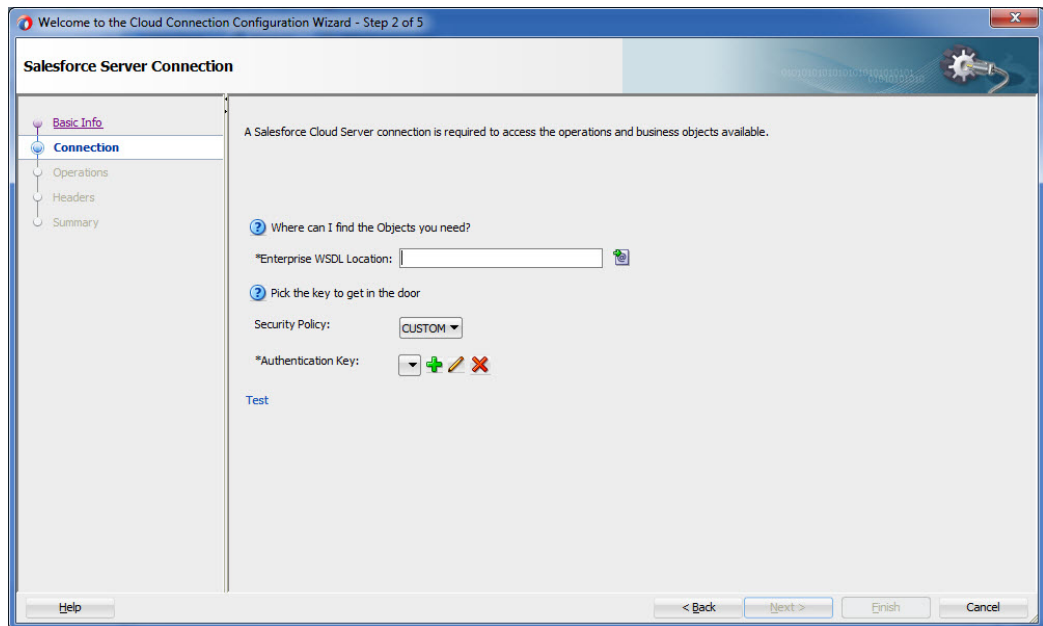 Welcome to the Cloud Connection Configuration Wizard - Step 2 of 5
Salesforce Server Connection
Basic Info
Connection
Operations
Headers
Summary
A Salesforce Cloud Server connection is required to access the operations and business objects available.
Where can I find the Objects you need?
*Enterprise WSDL Location:
Pick the key to get in the door
Security Policy: CUSTOM
*Authentication Key:
Test
Help < Back Next > Finish Cancel